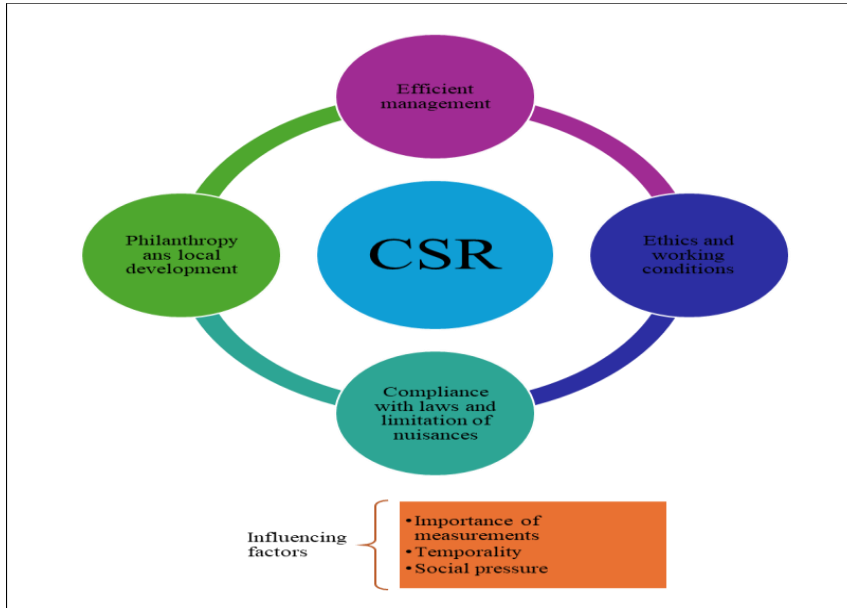 Efficient
management
Philanthropy
ans local
development
CSR
Ethics and
working
conditions
Compliance
with laws and
limitation of
nuisances
Influencing
factors
•Importance of
measurements
•Temporality
•Social pressure